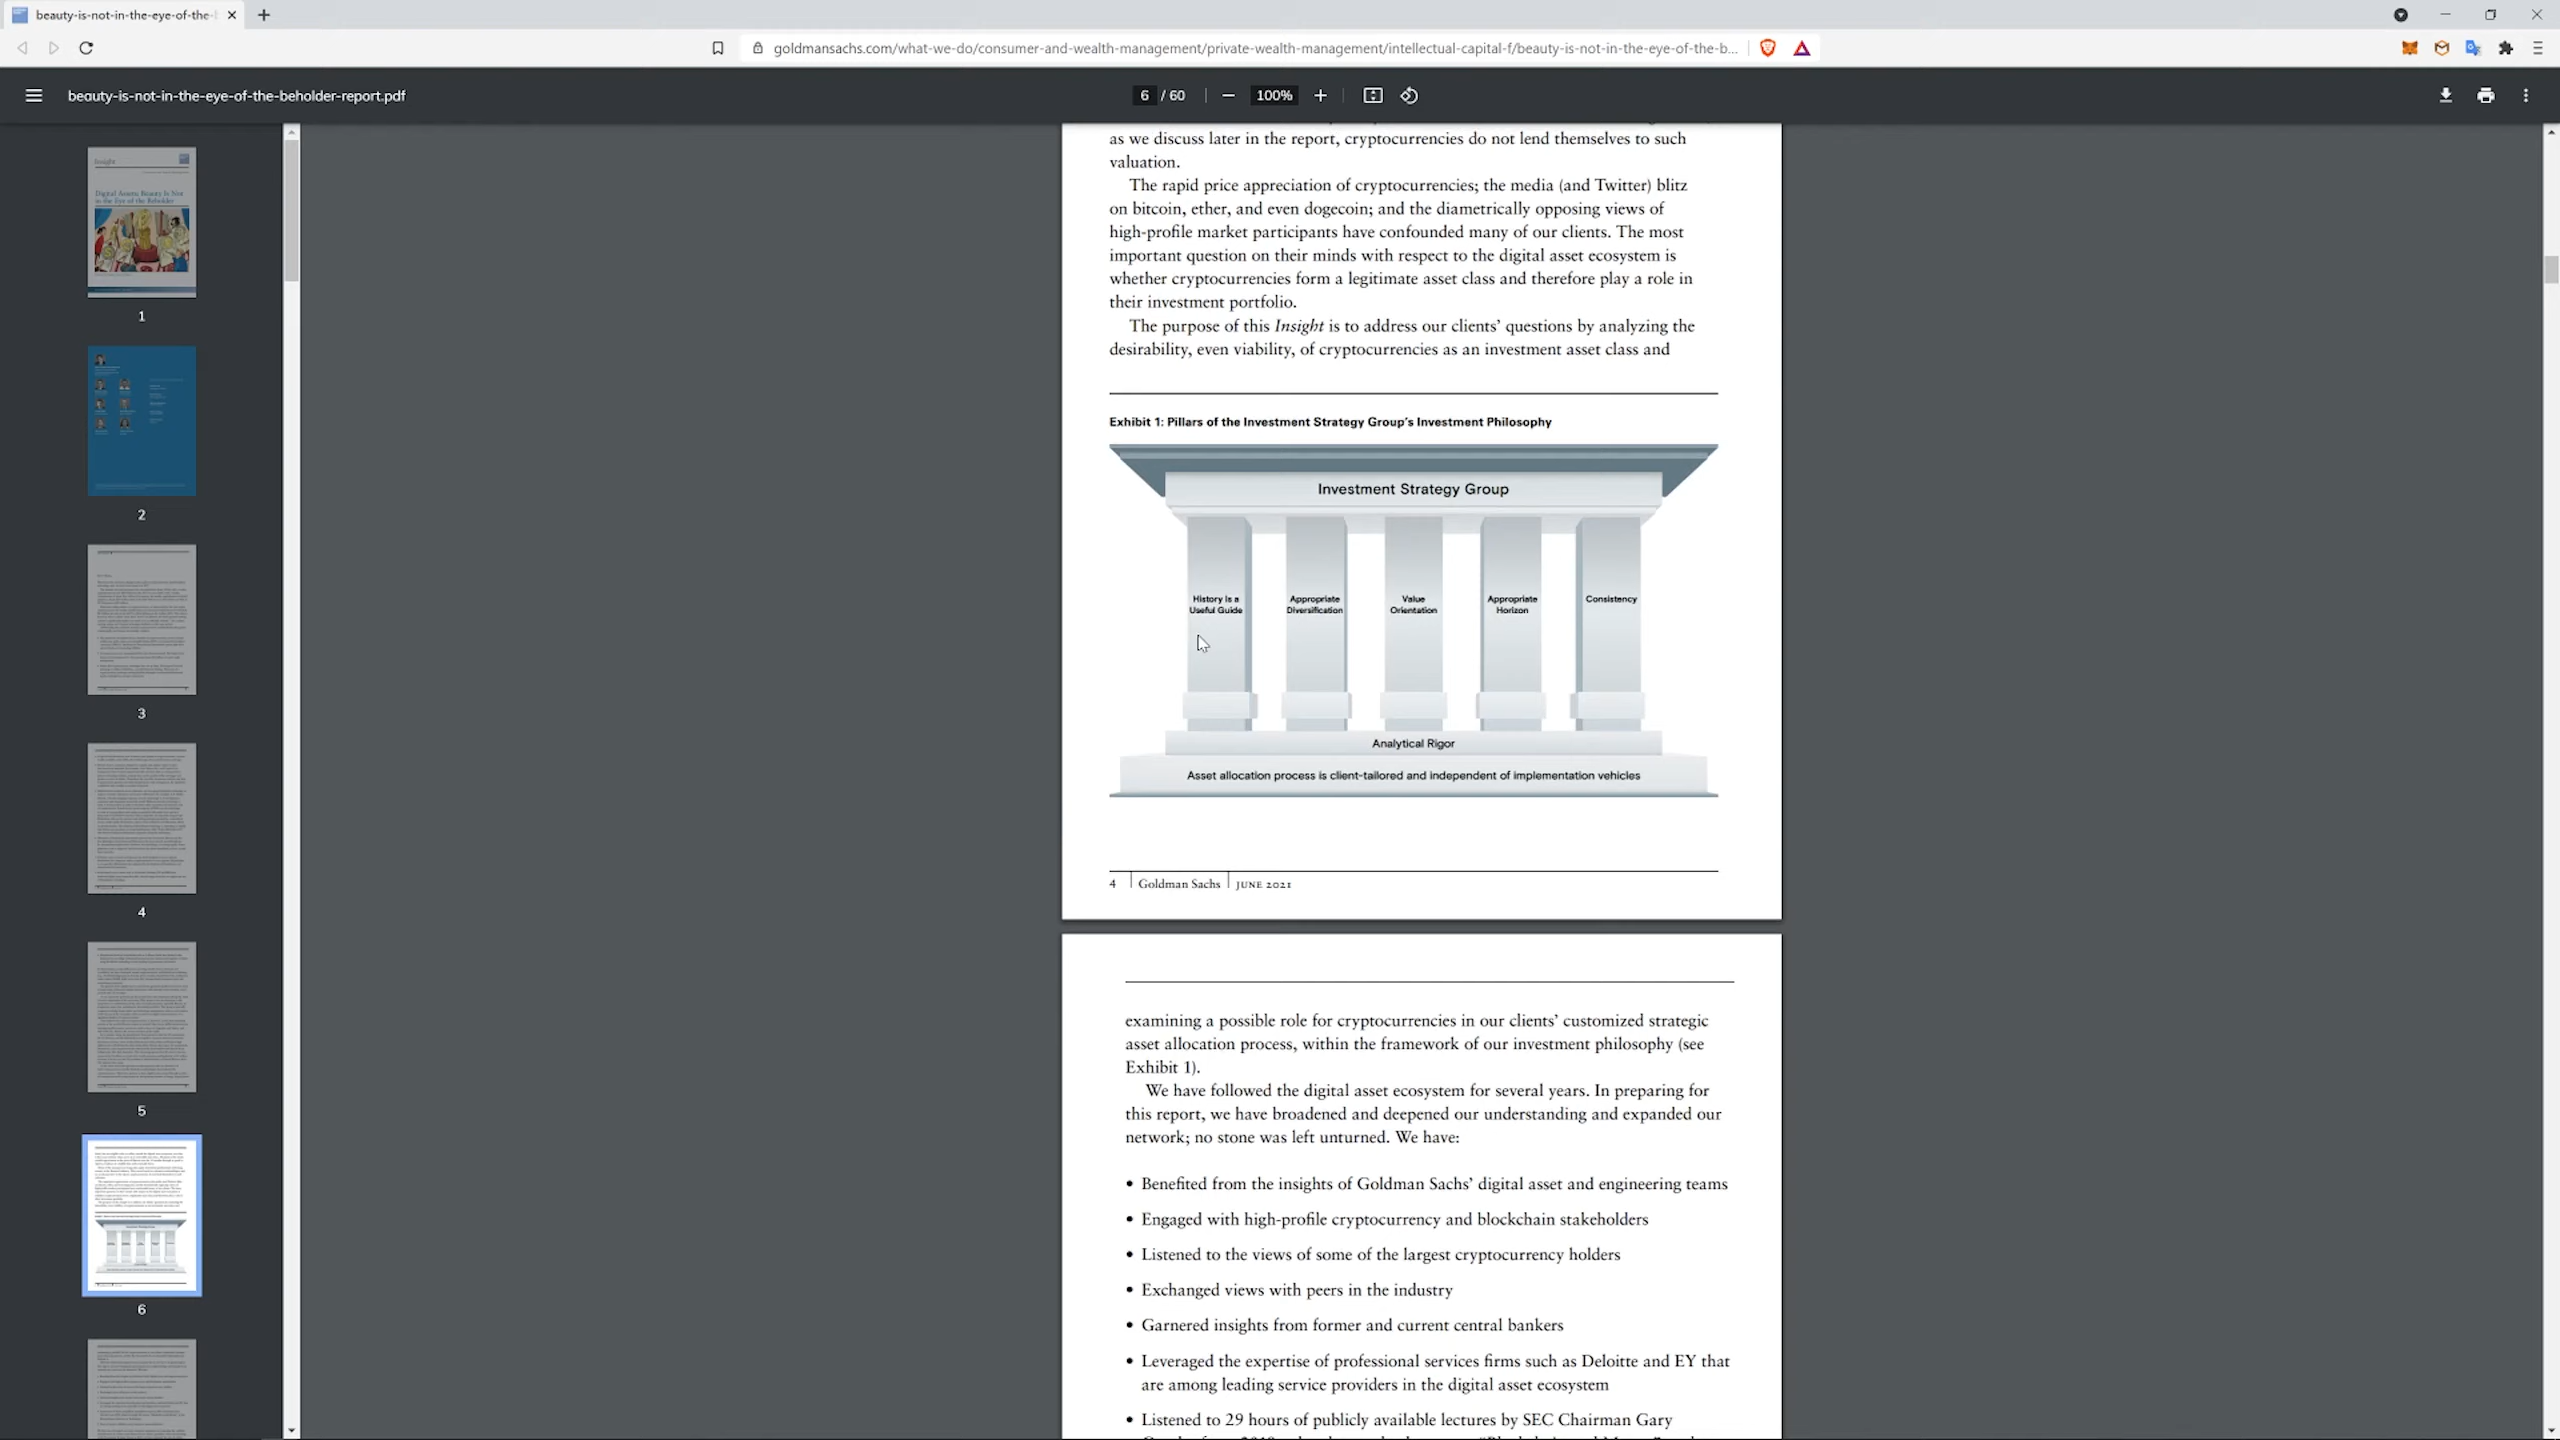 beauty-is-not-in-the-eye-of-the-b
goldmansachs.com/what-we-do/consumer-and-wealth-management/private-wealth-management/intellectual-capital-f/beauty-is-not-in-the-eye-of-the-b...
beauty-is-not-in-the-eye-of-the-beholder-report.pdf
6 / 60
100%
Insight
Digital Assets: Beauty Is Not
in the Eye of the Beholder
1
2
3
4
5
6
as we discuss later in the report, cryptocurrencies do not lend themselves to such
valuation.
The rapid price appreciation of cryptocurrencies; the media (and Twitter) blitz
on bitcoin, ether, and even dogecoin; and the diametrically opposing views of
high-profile market participants have confounded many of our clients. The most
important question on their minds with respect to the digital asset ecosystem is
whether cryptocurrencies form a legitimate asset class and therefore play a role in
their investment portfolio.
The purpose of this Insight is to address our clients’ questions by analyzing the
desirability, even viability, of cryptocurrencies as an investment asset class and
Exhibit 1: Pillars of the Investment Strategy Group’s Investment Philosophy
Investment Strategy Group
History Is a
Useful Guide
Appropriate
Diversification
Value
Orientation
Appropriate
Horizon
Consistency
Analytical Rigor
Asset allocation process is client-tailored and independent of implementation vehicles
4 Goldman Sachs JUNE 2021
examining a possible role for cryptocurrencies in our clients’ customized strategic
asset allocation process, within the framework of our investment philosophy (see
Exhibit 1).
We have followed the digital asset ecosystem for several years. In preparing for
this report, we have broadened and deepened our understanding and expanded our
network; no stone was left unturned. We have:
• Benefited from the insights of Goldman Sachs’ digital asset and engineering teams
• Engaged with high-profile cryptocurrency and blockchain stakeholders
• Listened to the views of some of the largest cryptocurrency holders
• Exchanged views with peers in the industry
• Garnered insights from former and current central bankers
• Leveraged the expertise of professional services firms such as Deloitte and EY that
are among leading service providers in the digital asset ecosystem
• Listened to 29 hours of publicly available lectures by SEC Chairman Gary